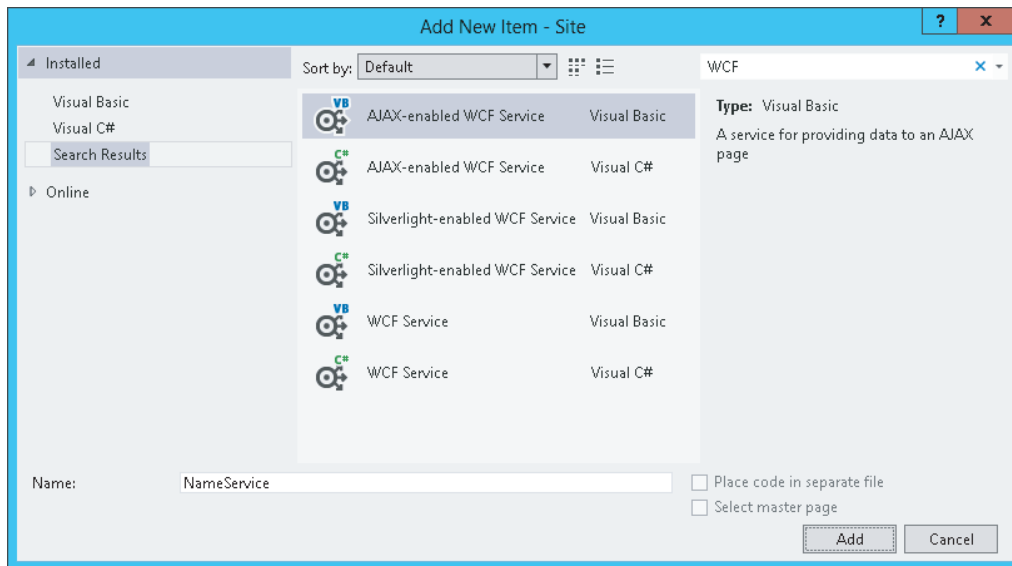 Add New Item - Site
?
x
Installed
Sort by: Default
WCF
Visual Basic
Visual C#
Search Results
Online
VB
AJAX-enabled WCF Service Visual Basic
C#
AJAX-enabled WCF Service Visual C#
VB
Silverlight-enabled WCF Service Visual Basic
C#
Silverlight-enabled WCF Service Visual C#
VB
WCF Service Visual Basic
C#
WCF Service Visual C#
Type: Visual Basic
A service for providing data to an AJAX
page
Name: NameService
Place code in separate file
Select master page
Add Cancel